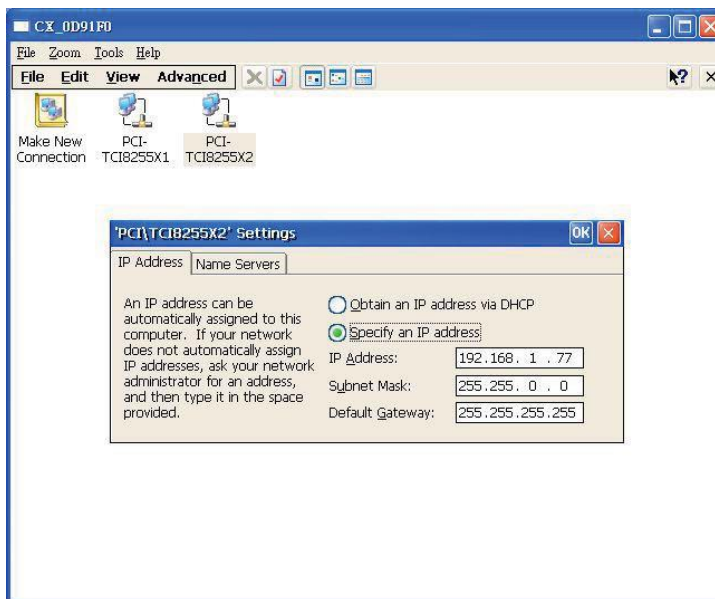 CX_0D91F0
File Zoom Tools Help
File Edit View Advanced
Make New
Connection
PCI-
TCI8255X1
PCI-
TCI8255X2
'PCI\TCI8255X2' Settings
OK
IP Address Name Servers
An IP address can be
automatically assigned to this
computer. If your network
does not automatically assign
IP addresses, ask your network
administrator for an address,
and then type it in the space
provided.
Obtain an IP address via DHCP
Specify an IP address
IP Address: 192.168. 1 .77
Subnet Mask: 255.255. 0 . 0
Default Gateway: 255.255.255.255